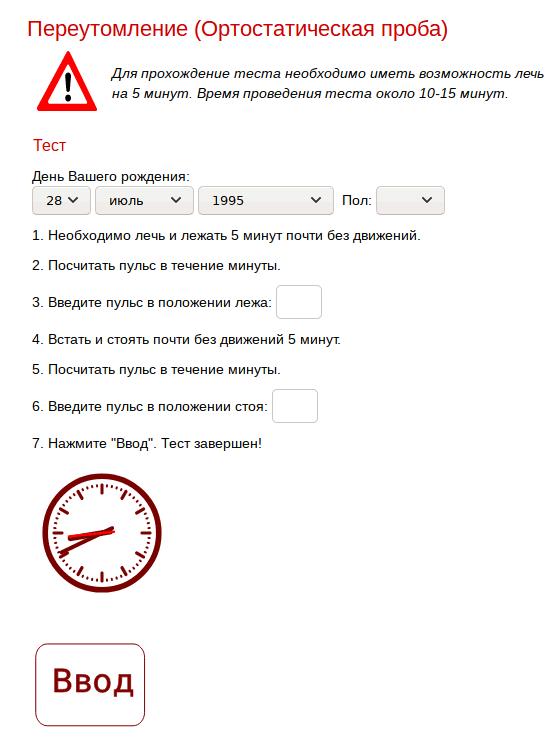 Переутомление (Ортостатическая проба)
Для прохождение теста необходимо иметь возможность лечь
на 5 минут. Время проведения теста около 10-15 минут.
Тест
День Вашего рождения:
28 июль 1995 Пол:
1. Необходимо лечь и лежать 5 минут почти без движений.
2. Посчитать пульс в течение минуты.
3. Введите пульс в положении лежа:
4. Встать и стоять почти без движений 5 минут.
5. Посчитать пульс в течение минуты.
6. Введите пульс в положении стоя:
7. Нажмите "Ввод". Тест завершен!
Ввод